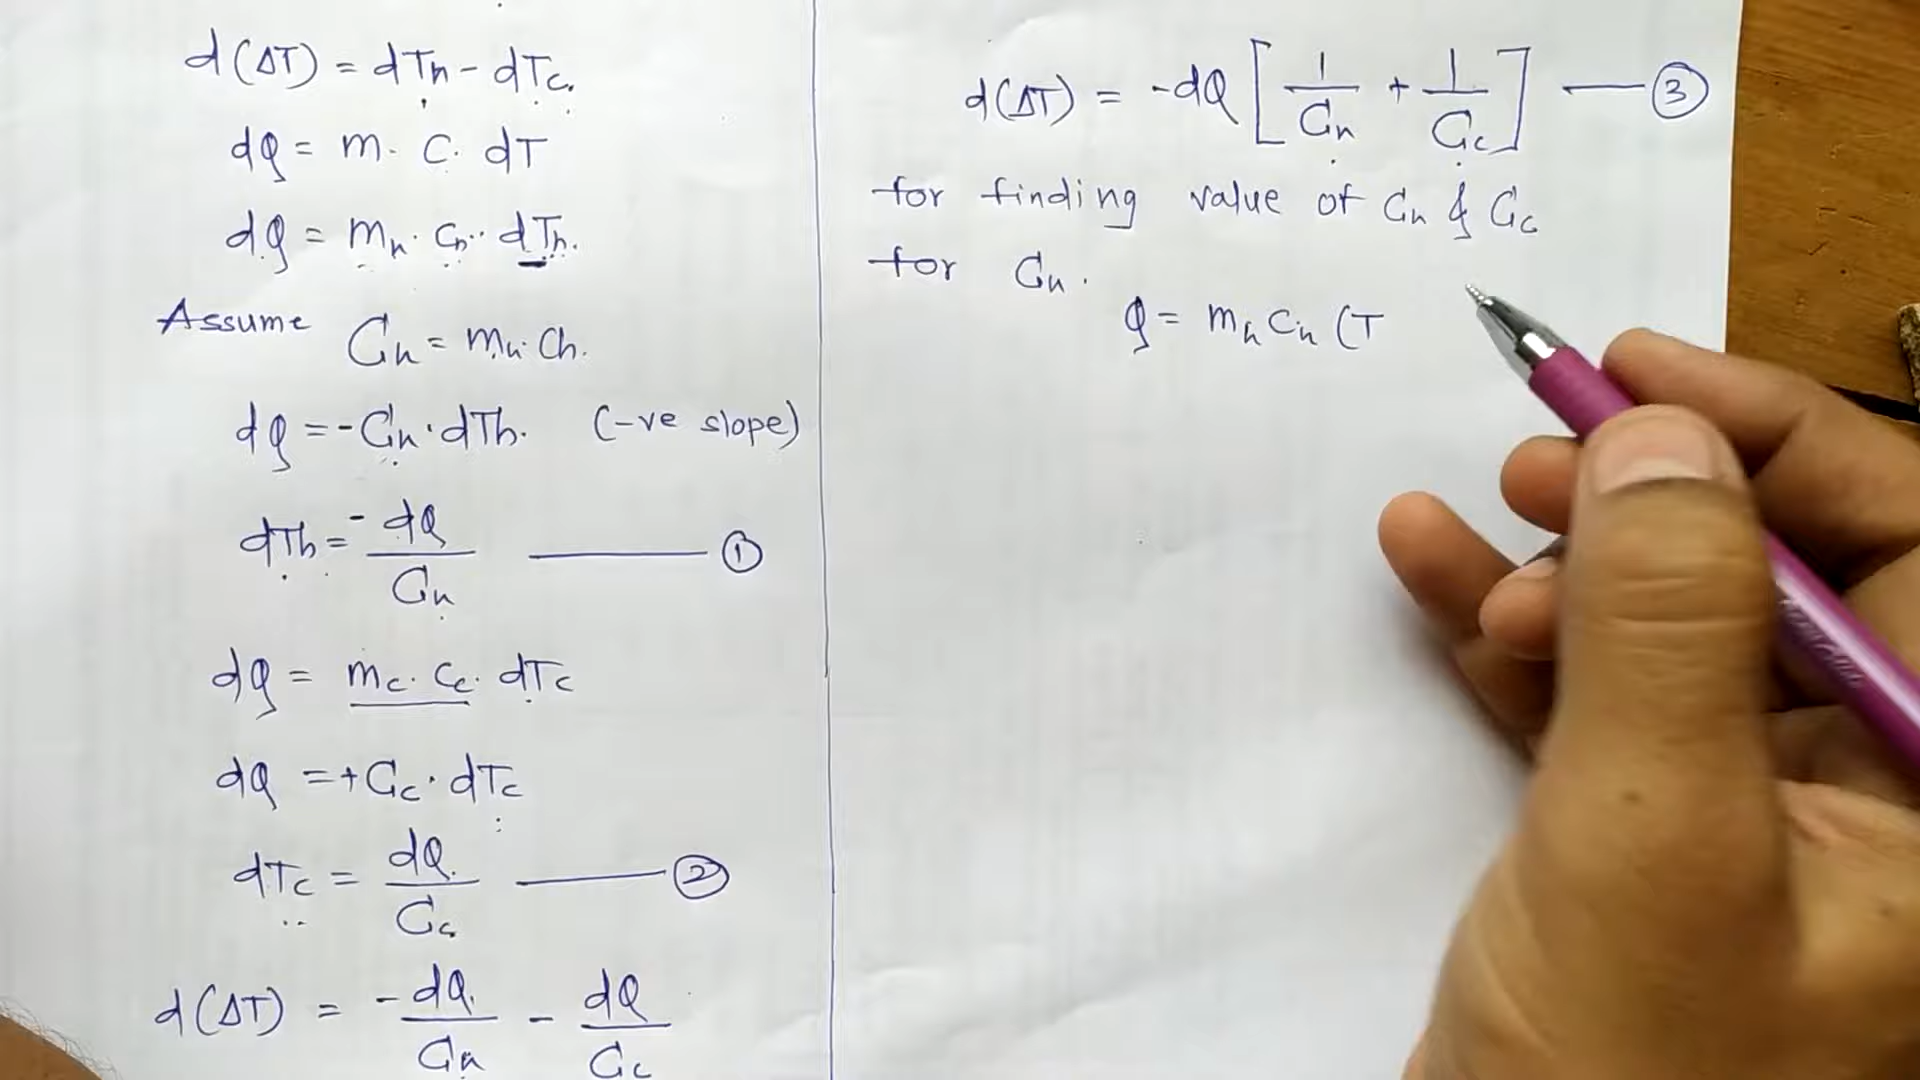 d(ΔT) = dTh - dTc
dQ = m. c. dT
dQ = mh. ch. dTh.
Assume Ch = mh. Ch.
dQ = -Ch. dTh. (-ve slope)
dTh = -dQ/Ch — ①
dQ = mc. cc. dTc
dQ = +Cc. dTc
dTc = dQ/Cc — ②
d(ΔT) = -dQ/Ch - dQ/Cc
d(ΔT) = -dQ [1/Ch + 1/Cc] — ③
for finding value of Ch & Cc
for Ch.
Q = mh Ch (T